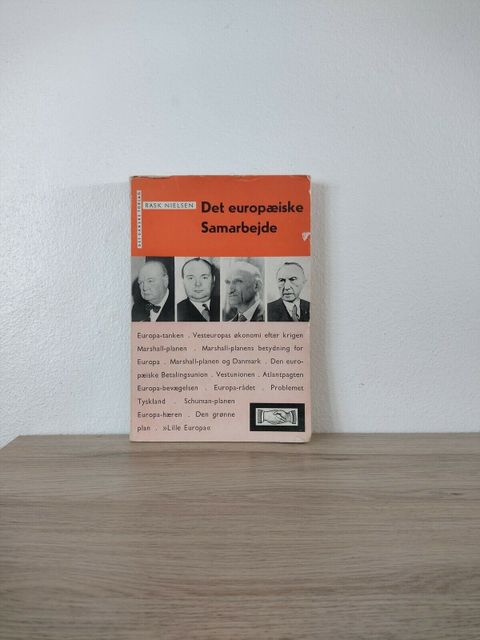 RASK NIELSEN
Det europæiske
Samarbejde
Europa-tanken . Vesteuropas økonomi efter krigen
Marshall-planen . Marshall-planens betydning for
Europa . Marshall-planen og Danmark . Den euro-
pæiske Betalingsunion . Vestunionen . Atlantpagten
Europa-bevægelsen . Europa-rådet . Problemet
Tyskland . Schuman-planen
Europa-hæren . Den grønne
plan . »Lille Europa«